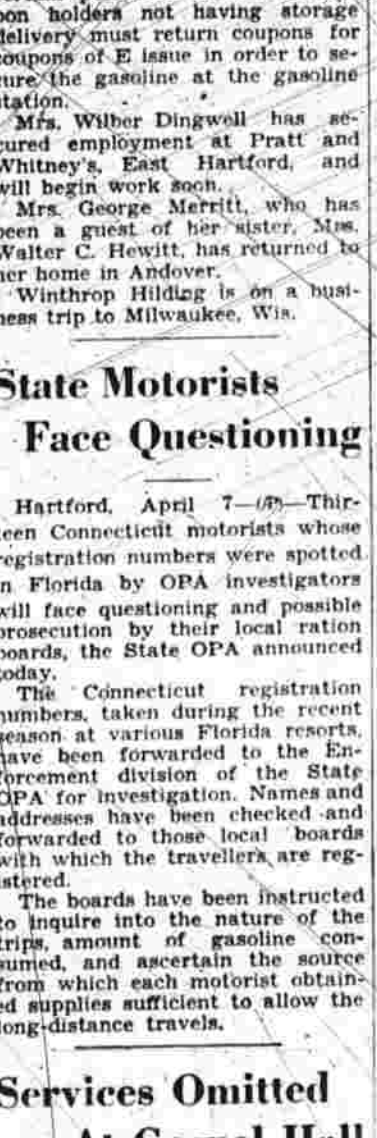 pon holders not having storage
delivery must return coupons for
coupons of E issue in order to se-
cure the gasoline at the gasoline
station.
Mrs. Wilber Dingwell has se-
cured employment at Pratt and
Whitney's, East Hartford, and
will begin work soon.
Mrs. George Merritt, who has
been a guest of her sister, Mrs.
Walter C. Hewitt, has returned to
her home in Andover.
Winthrop Hilding is on a busi-
ness trip to Milwaukee, Wis.
State Motorists
Face Questioning
Hartford, April 7—(AP)—Thir-
teen Connecticut motorists whose
registration numbers were spotted
in Florida by OPA investigators
will face questioning and possible
prosecution by their local ration
boards, the State OPA announced
today.
The Connecticut registration
numbers, taken during the recent
season at various Florida resorts,
have been forwarded to the En-
forcement division of the State
OPA for investigation. Names and
addresses have been checked and
forwarded to those local boards
with which the travellers are reg-
istered.
The boards have been instructed
to inquire into the nature of the
trips, amount of gasoline con-
sumed, and ascertain the source
from which each motorist obtain-
ed supplies sufficient to allow the
long-distance travels.
Services Omitted
At Gospel Hall